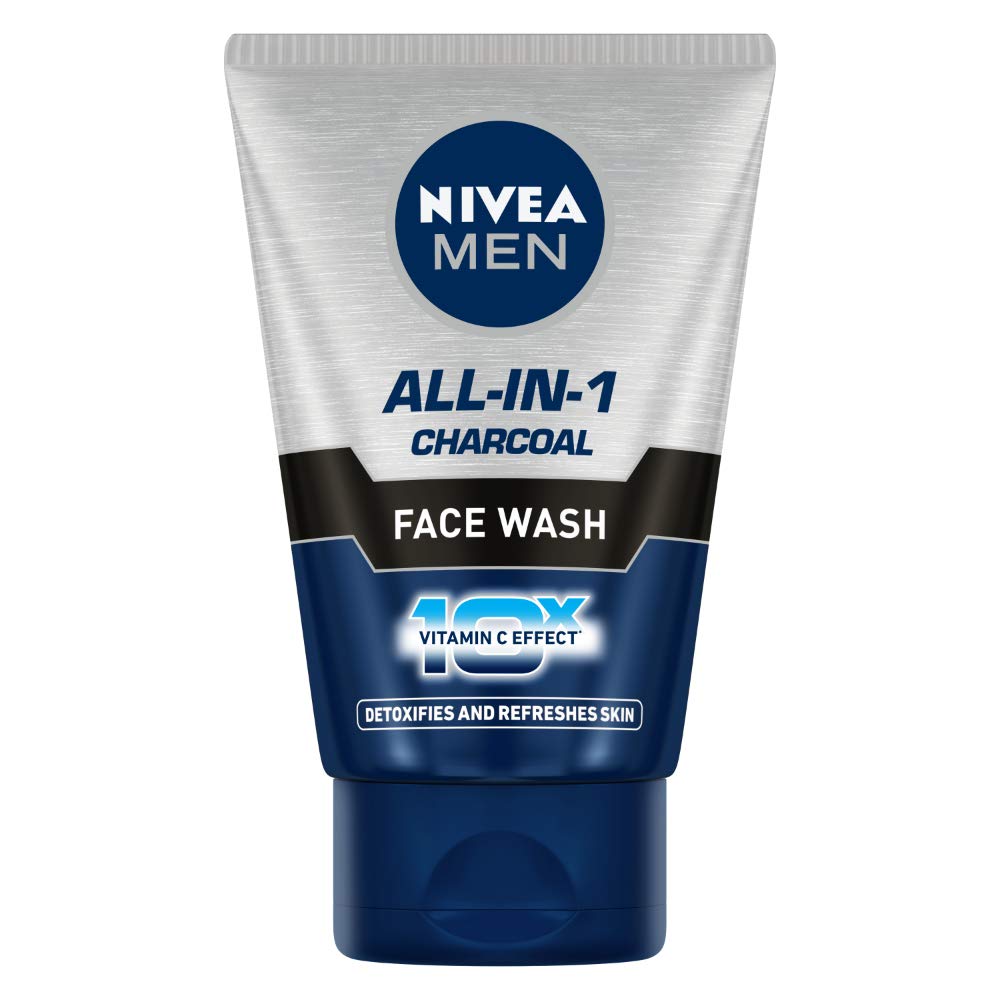 NIVEA
MEN
ALL-IN-1
CHARCOAL
FACE WASH
10X
VITAMIN C EFFECT*
DETOXIFIES AND REFRESHES SKIN